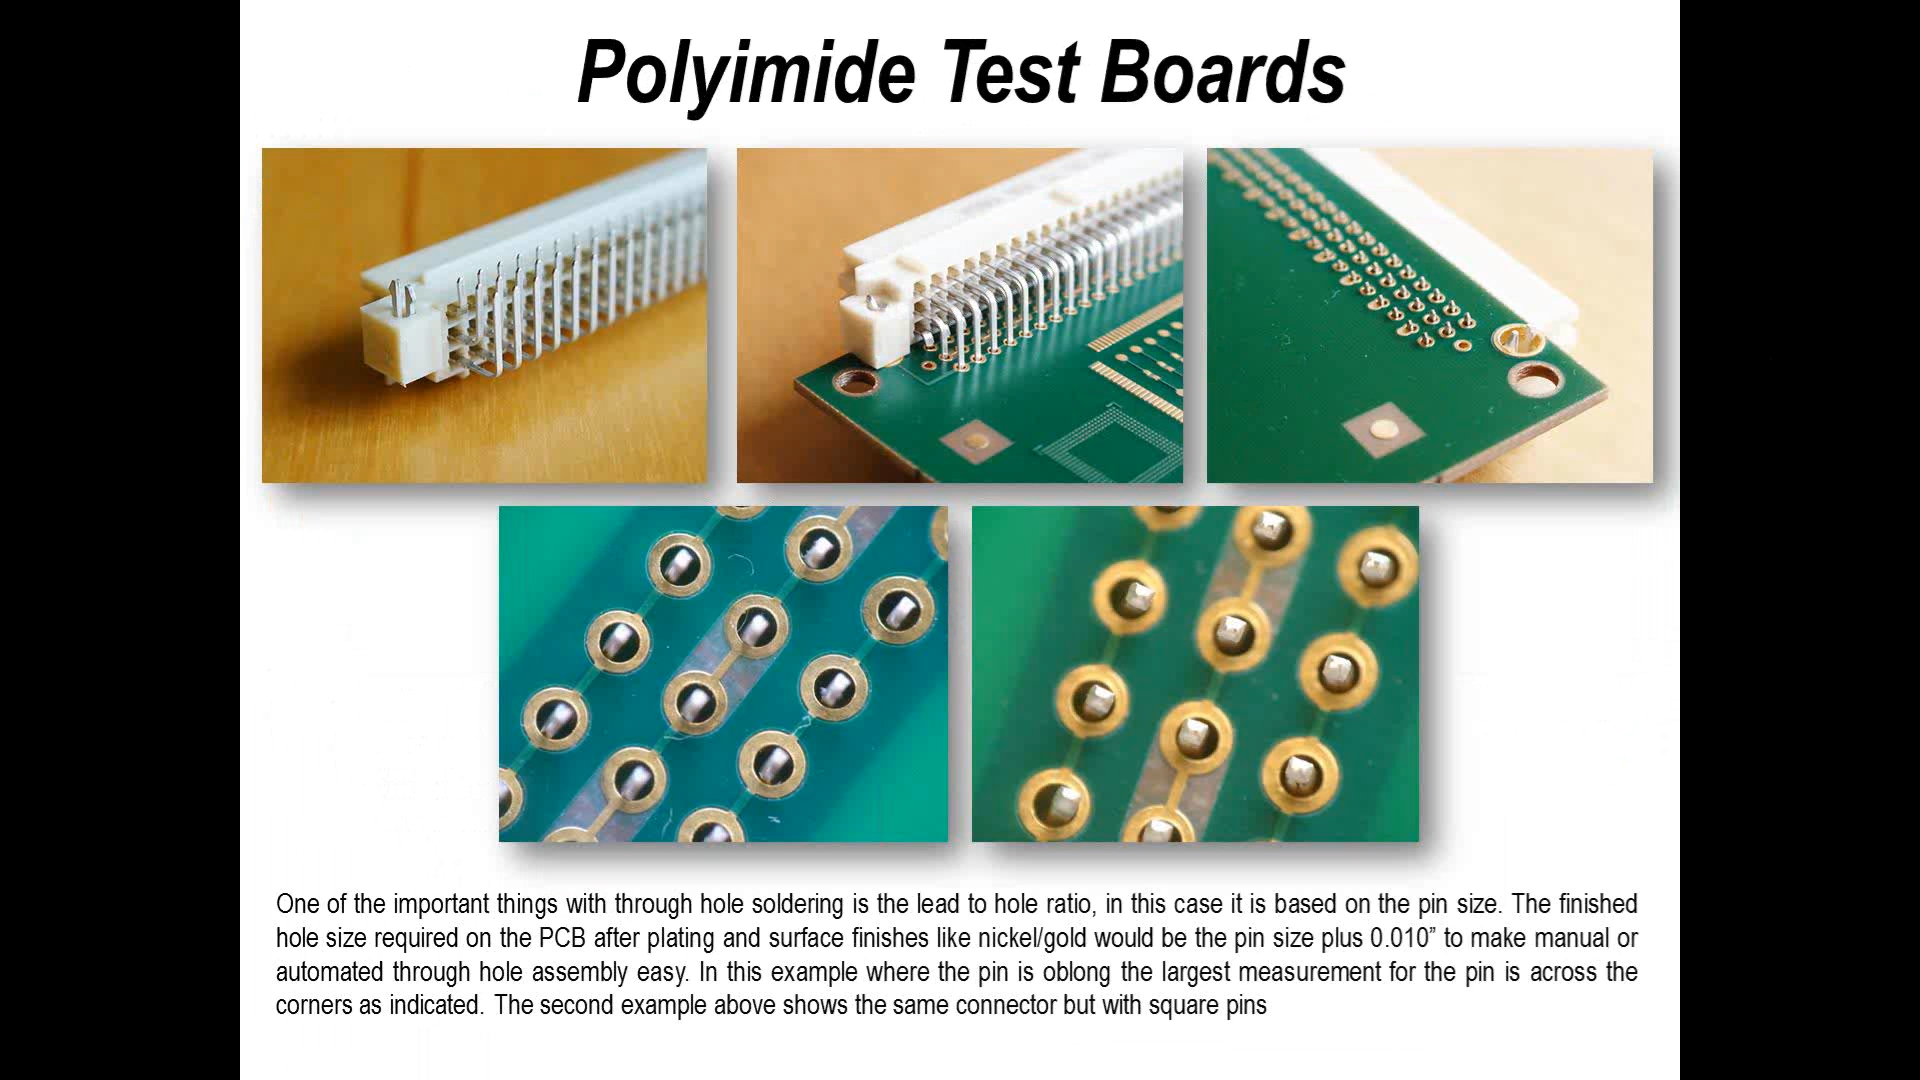 Polyimide Test Boards
One of the important things with through hole soldering is the lead to hole ratio, in this case it is based on the pin size. The finished
hole size required on the PCB after plating and surface finishes like nickel/gold would be the pin size plus 0.010” to make manual or
automated through hole assembly easy. In this example where the pin is oblong the largest measurement for the pin is across the
corners as indicated. The second example above shows the same connector but with square pins